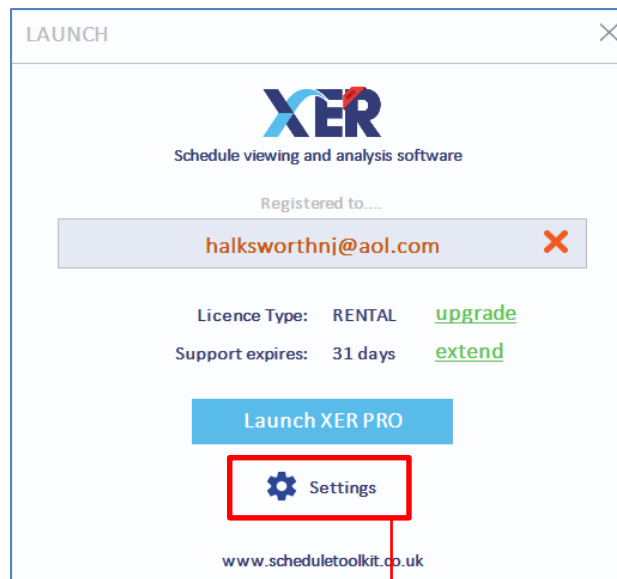 LAUNCH
XER
PRO
Schedule viewing and analysis software
Registered to....
halksworthnj@aol.com
Licence Type: RENTAL upgrade
Support expires: 31 days extend
Launch XER PRO
Settings
www.scheduletoolkit.co.uk